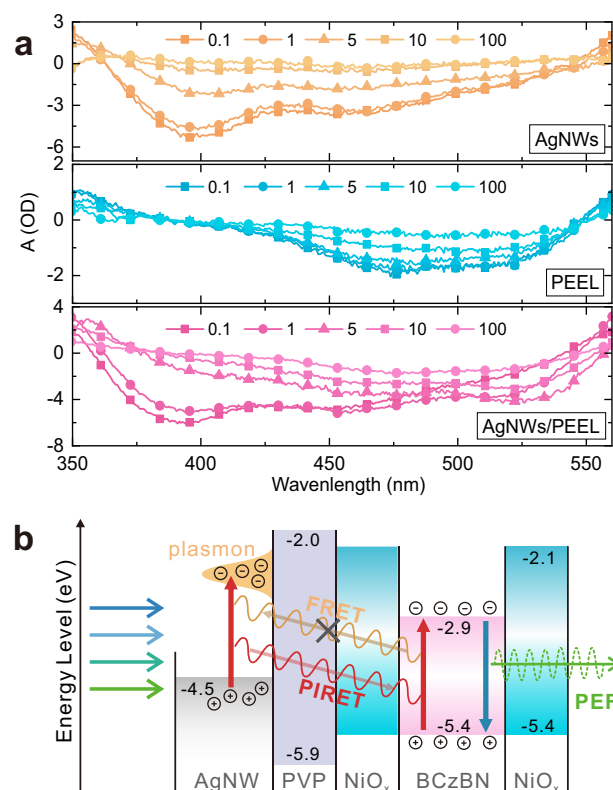 a
3
0
-3
-6
0.1 1 5 10 100
AgNWs
2
0
-2
0.1 1 5 10 100
PEEL
4
0
-4
-8
0.1 1 5 10 100
AgNWs/PEEL
A (OD)
350 400 450 500 550
Wavenlength (nm)
b
Energy Level (eV)
plasmon
-2.0
-2.1
FRET
-2.9
-4.5
PIRET
PEF
-5.4
-5.4
-5.9
AgNW PVP NiOₓ BCzBN NiOₓ